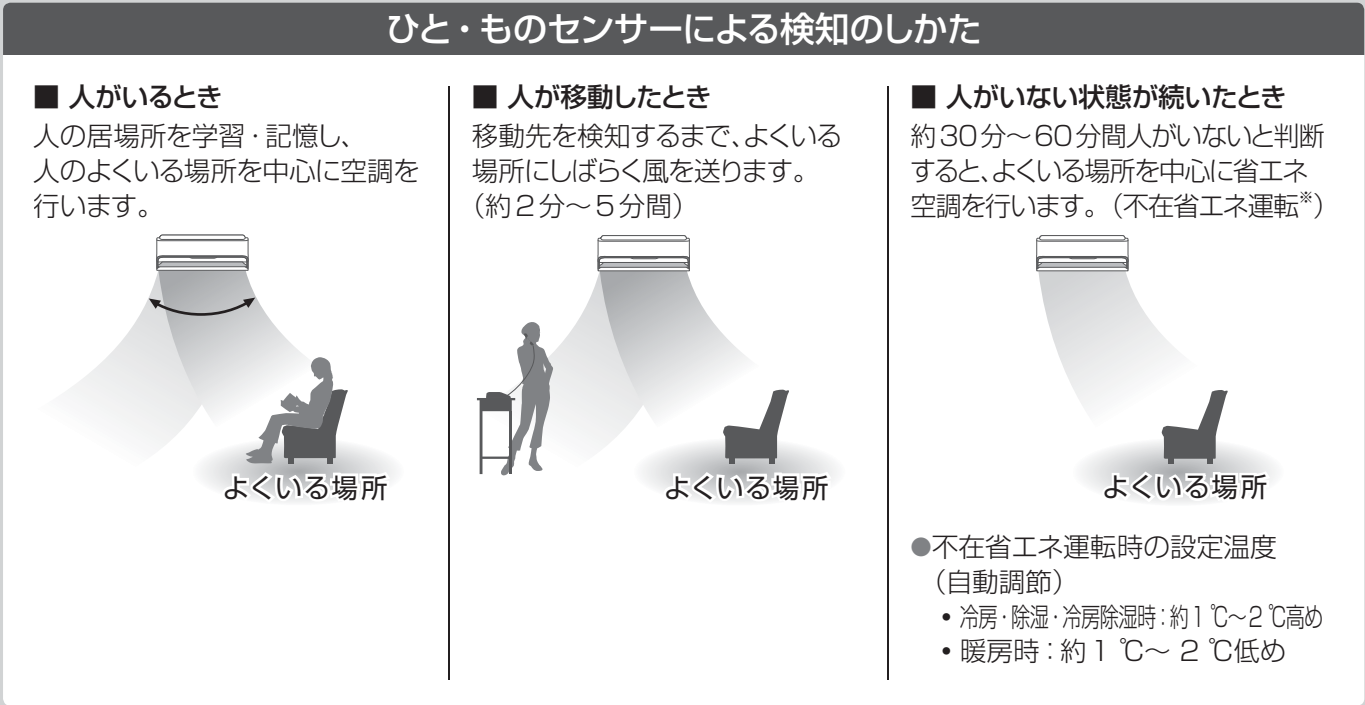 ひと・ものセンサーによる検知のしかた
■ 人がいるとき
人の居場所を学習・記憶し、
人のよくいる場所を中心に空調を
行います。
よくいる場所
■ 人が移動したとき
移動先を検知するまで、よくいる
場所にしばらく風を送ります。
(約2分～5分間)
よくいる場所
■ 人がいない状態が続いたとき
約30分～60分間人がいないと判断
すると、よくいる場所を中心に省エネ
空調を行います。(不在省エネ運転※)
よくいる場所
●不在省エネ運転時の設定温度
(自動調節)
• 冷房・除湿・冷房除湿時:約1℃～2℃高め
• 暖房時:約1℃～2℃低め